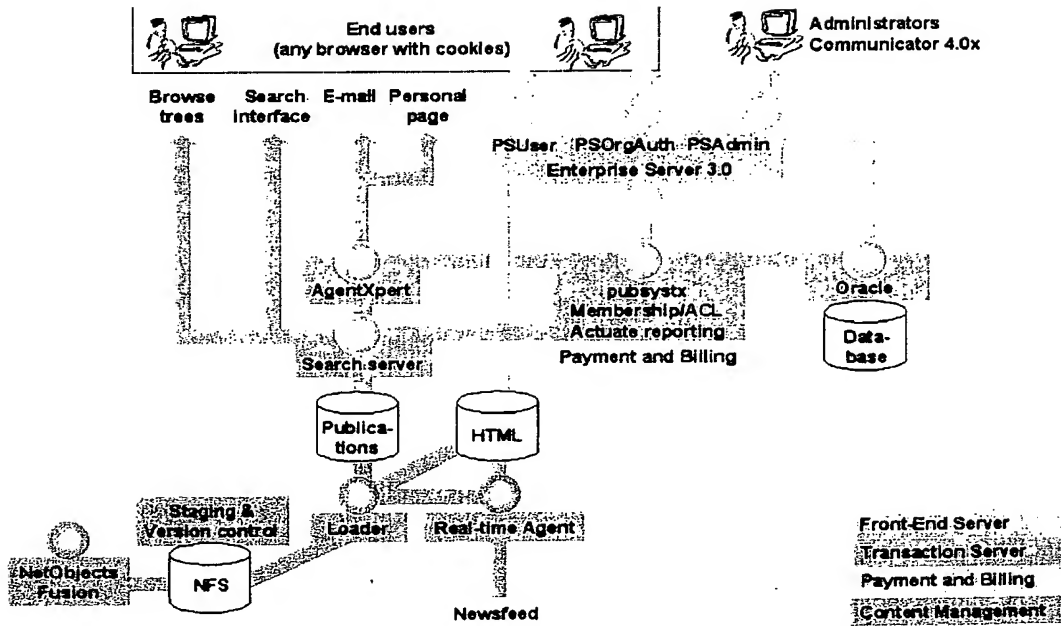 End users
(any browser with cookies)
Administrators
Communicator 4.0x
Browse
trees
Search
interface
E-mail
Personal
page
PSUser PSOrgAuth PSAdmin
Enterprise Server 3.0
AgentXpert
pubsystx
Membership/ACL
Actuate reporting
Payment and Billing
Oracle
Data-
base
Search server
Publica-
tions
HTML
Staging &
Version control
Loader
Real-time Agent
NetObjects
Fusion
NFS
Newsfeed
Front-End Server
Transaction Server
Payment and Billing
Content Management